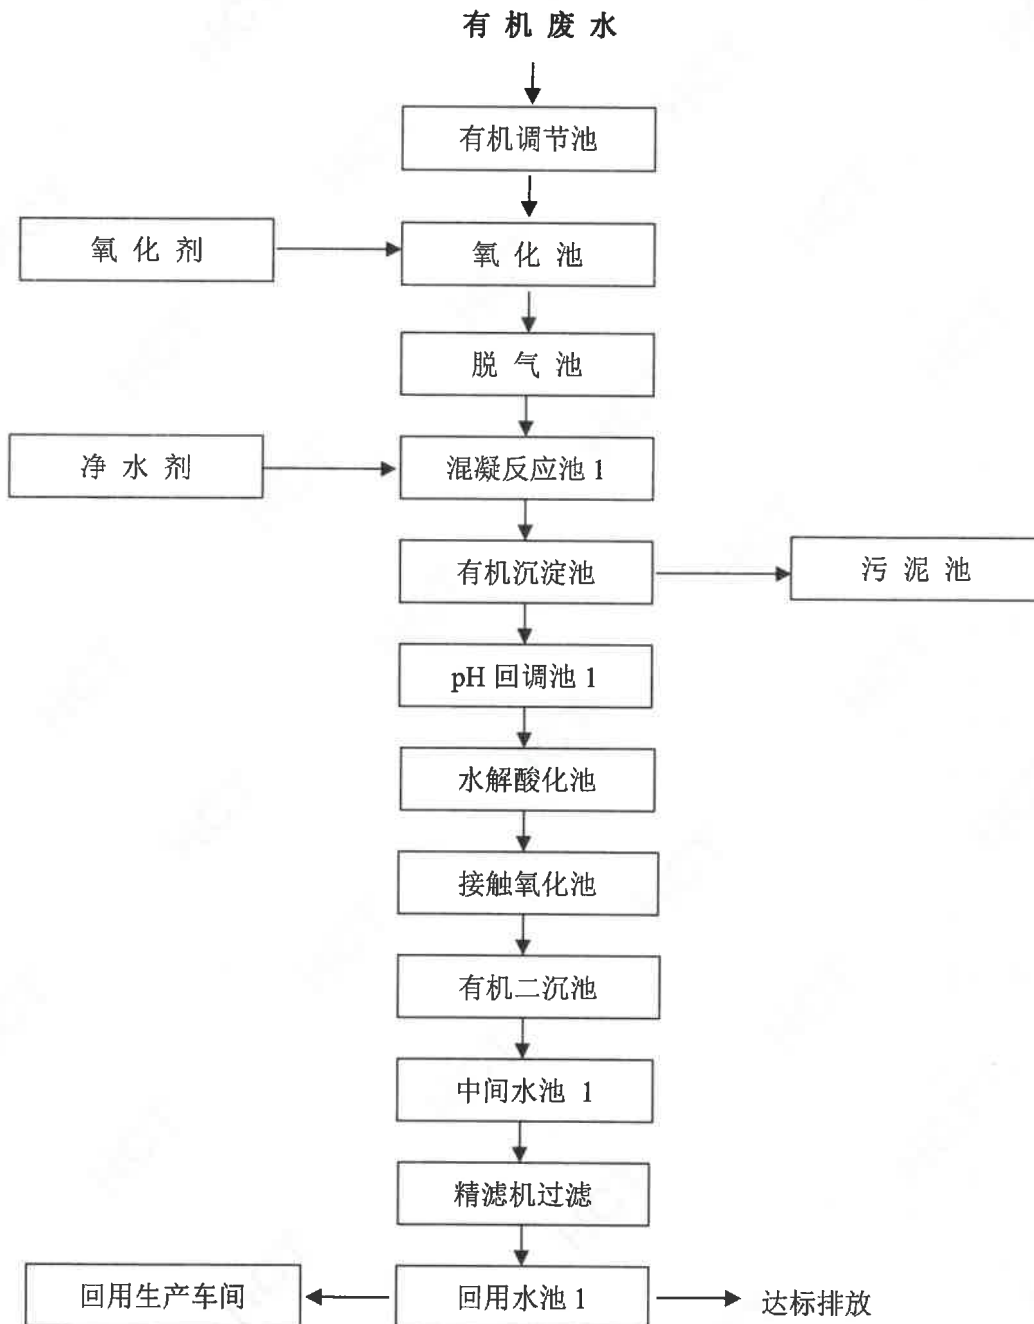 有 机 废 水
有机调节池
氧 化 剂
氧 化 池
脱 气 池
净 水 剂
混凝反应池 1
有机沉淀池
污 泥 池
pH 回调池 1
水解酸化池
接触氧化池
有机二沉池
中间水池 1
精滤机过滤
回用生产车间
回用水池 1
达标排放